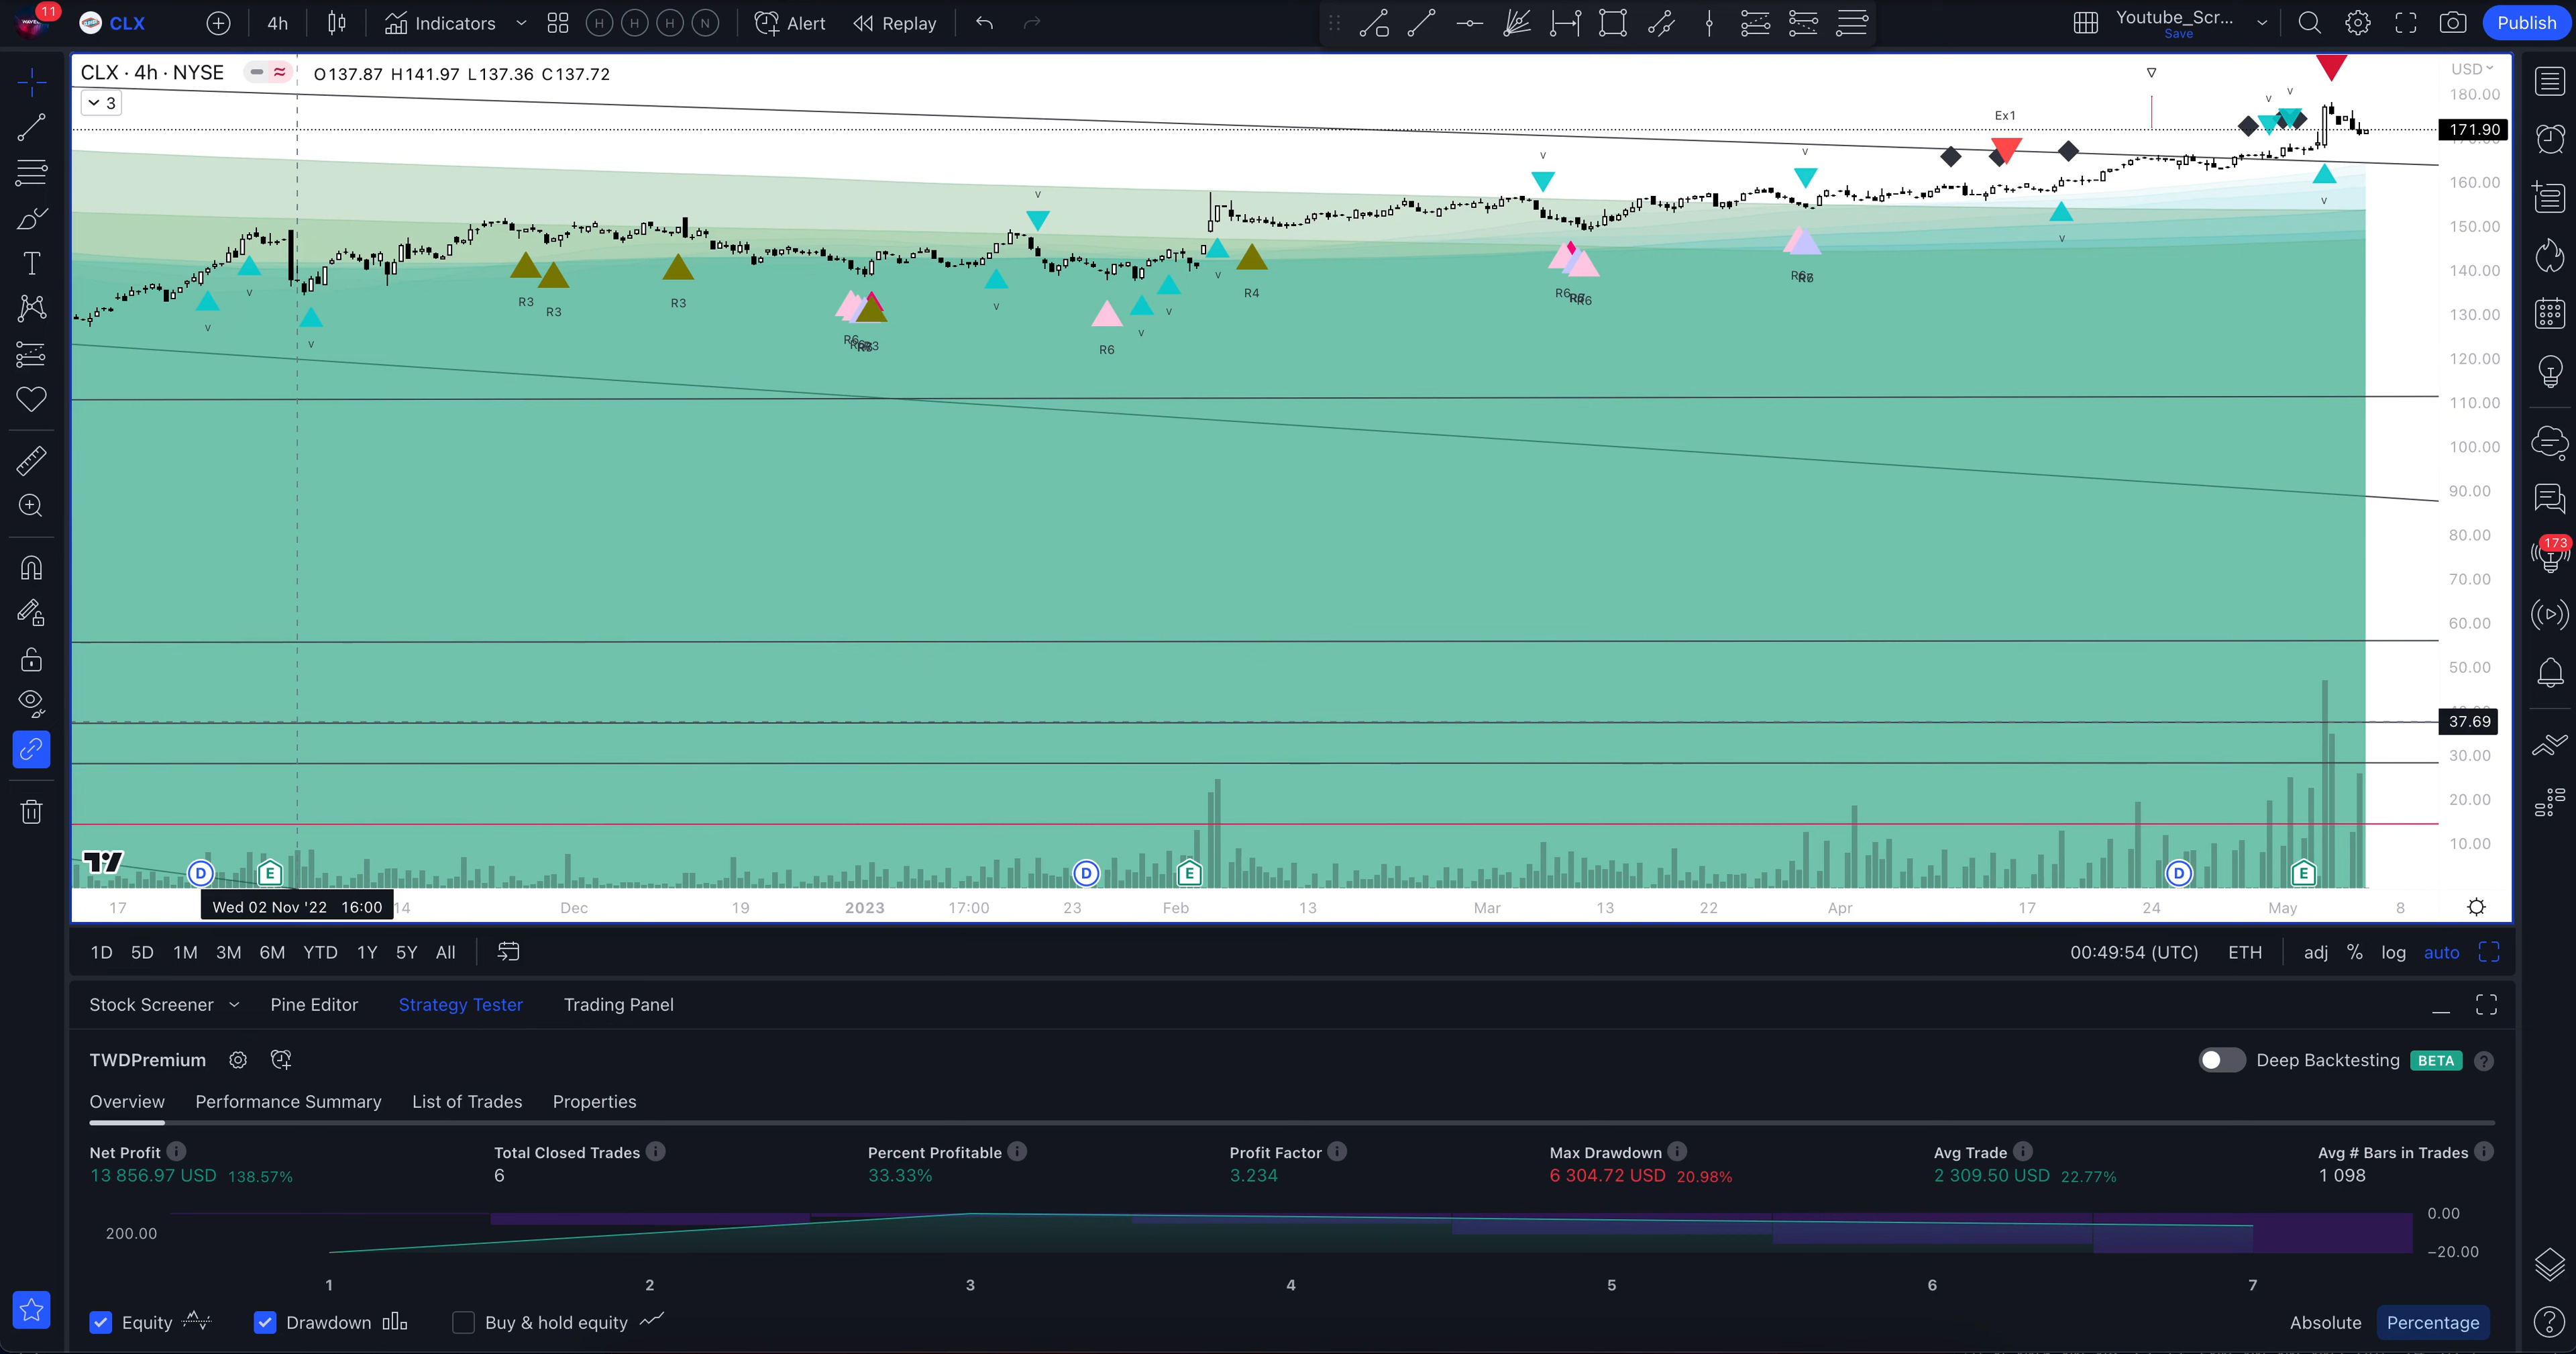 11
CLX
4h
Indicators
H H H N
Alert
Replay
Youtube_Scr...
Save
Publish
CLX · 4h · NYSE
O137.87 H141.97 L137.36 C137.72
3
USD
180.00
171.90
160.00
150.00
140.00
130.00
120.00
110.00
100.00
90.00
80.00
70.00
60.00
50.00
37.69
30.00
20.00
10.00
Ex1
v v v v v
v v v v v v v v v v
R3 R3 R3 R4
R6 R6
173
D E D E D E
17 Wed 02 Nov '22 16:00 14 Dec 19 2023 17:00 23 Feb 13 Mar 13 22 Apr 17 24 May 8
1D 5D 1M 3M 6M YTD 1Y 5Y All
00:49:54 (UTC) ETH adj % log auto
Stock Screener Pine Editor Strategy Tester Trading Panel
TWDPremium
Deep Backtesting BETA ?
Overview Performance Summary List of Trades Properties
Net Profit Total Closed Trades Percent Profitable Profit Factor Max Drawdown Avg Trade Avg # Bars in Trades
13 856.97 USD 138.57% 6 33.33% 3.234 6 304.72 USD 20.98% 2 309.50 USD 22.77% 1 098
200.00
0.00
−20.00
1 2 3 4 5 6 7
Equity Drawdown Buy & hold equity
Absolute Percentage